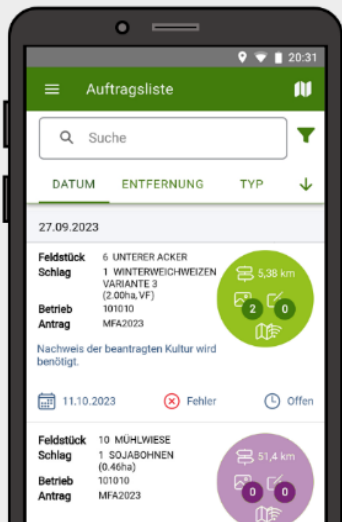 20:31
Auftragsliste
Suche
DATUM ENTFERNUNG TYP
27.09.2023
Feldstück 6 UNTERER ACKER
Schlag 1 WINTERWEICHWEIZEN
VARIANTE 3
(2.00ha, VF)
Betrieb 101010
Antrag MFA2023
5,38 km
2 0
Nachweis der beantragten Kultur wird
benötigt.
11.10.2023 Fehler Offen
Feldstück 10 MÜHLWIESE
Schlag 1 SOJABOHNEN
(0.46ha)
Betrieb 101010
Antrag MFA2023
51,4 km
0 0